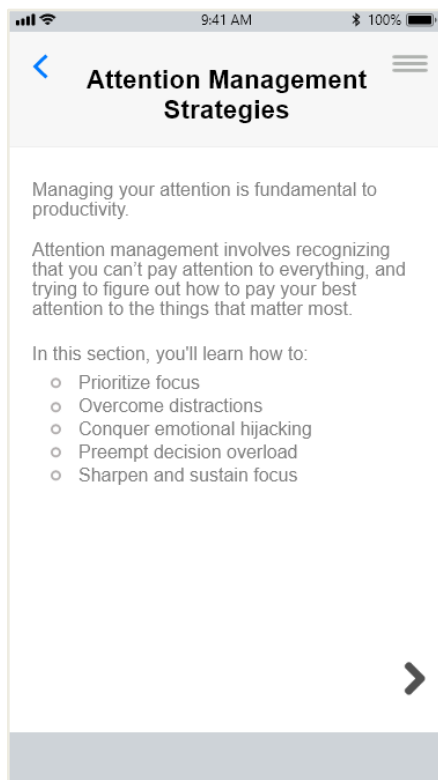 9:41 AM
100%
Attention Management
Strategies
Managing your attention is fundamental to
productivity.
Attention management involves recognizing
that you can’t pay attention to everything, and
trying to figure out how to pay your best
attention to the things that matter most.
In this section, you'll learn how to:
Prioritize focus
Overcome distractions
Conquer emotional hijacking
Preempt decision overload
Sharpen and sustain focus